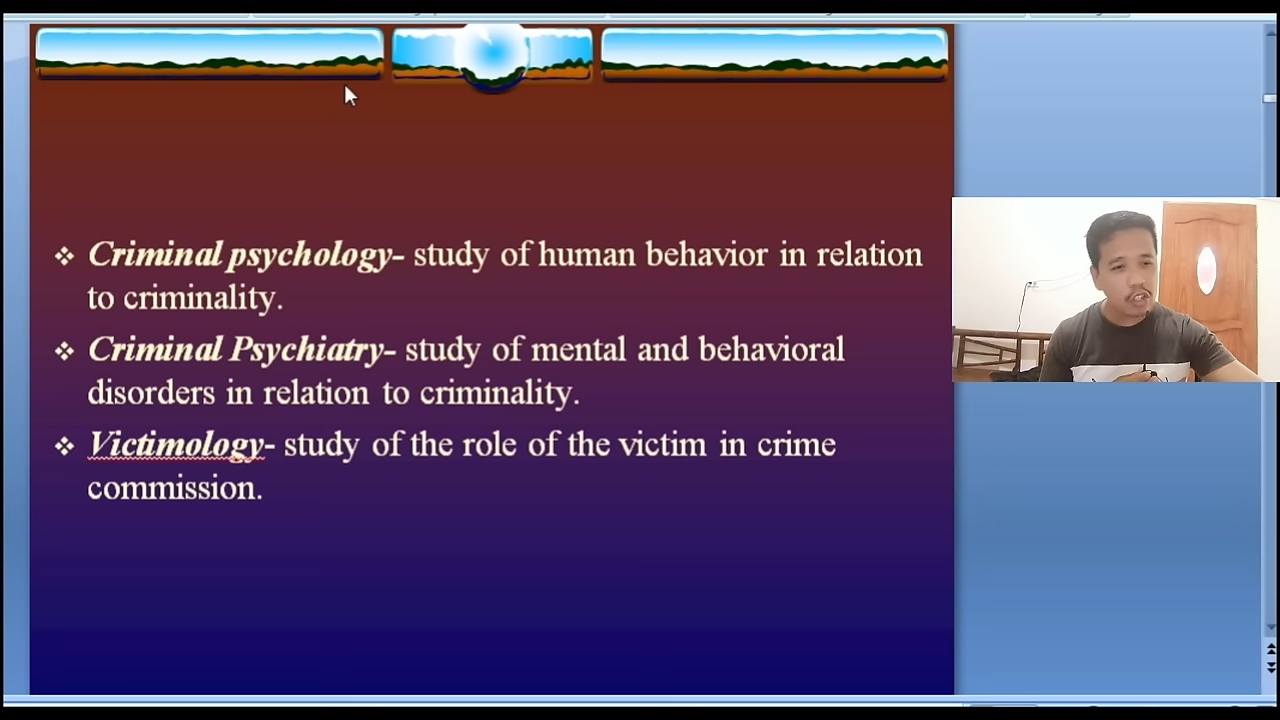 ❖ Criminal psychology- study of human behavior in relation
to criminality.
❖ Criminal Psychiatry- study of mental and behavioral
disorders in relation to criminality.
❖ Victimology- study of the role of the victim in crime
commission.